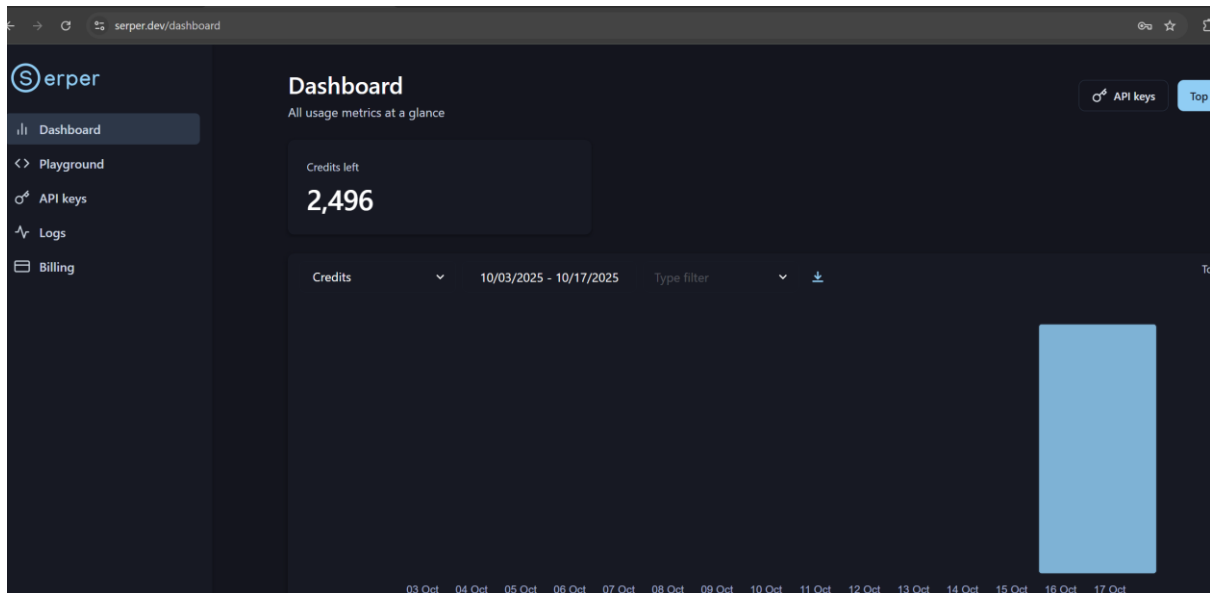 serper.dev/dashboard
Serper
Dashboard
Playground
API keys
Logs
Billing
Dashboard
All usage metrics at a glance
API keys
Top
Credits left
2,496
Credits
10/03/2025 - 10/17/2025
Type filter
03 Oct 04 Oct 05 Oct 06 Oct 07 Oct 08 Oct 09 Oct 10 Oct 11 Oct 12 Oct 13 Oct 14 Oct 15 Oct 16 Oct 17 Oct